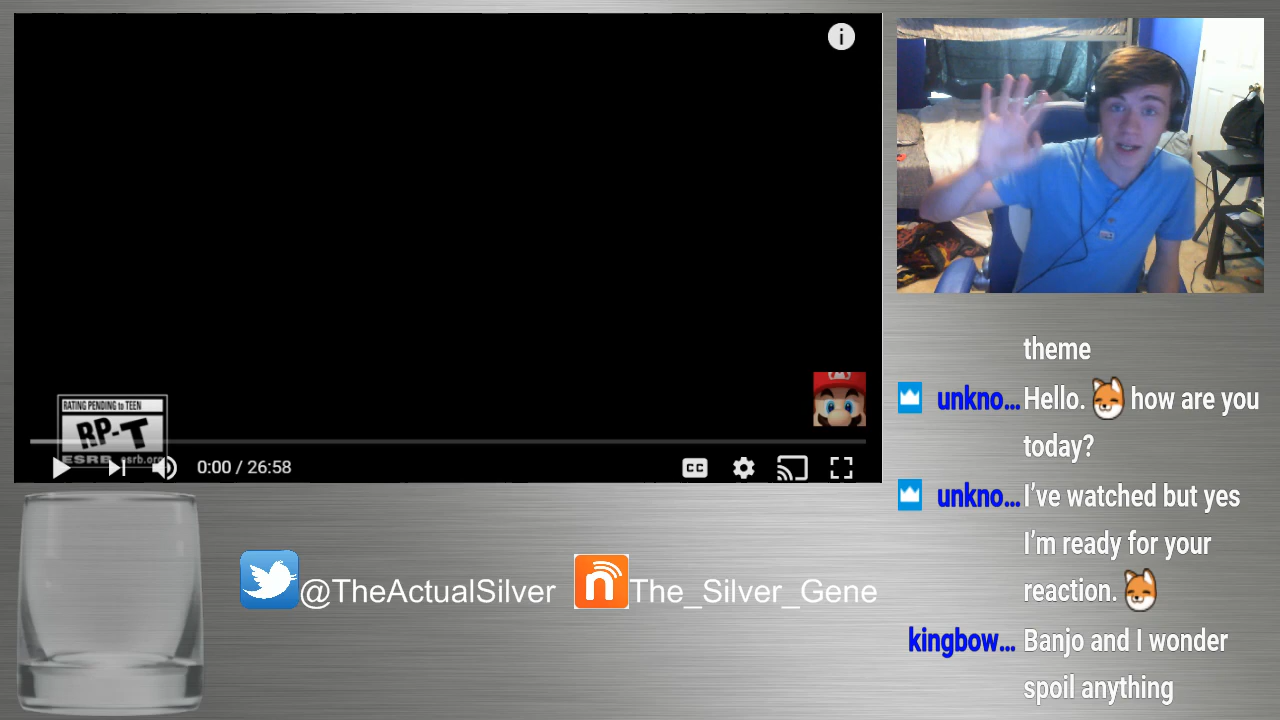 i
RATING PENDING to TEEN
RP-T
ESRB esrb.org
0:00 / 26:58
CC
theme
unkno... Hello. how are you
today?
unkno... I've watched but yes
I'm ready for your
reaction.
kingbow... Banjo and I wonder
spoil anything
@TheActualSilver
n The_Silver_Gene
M